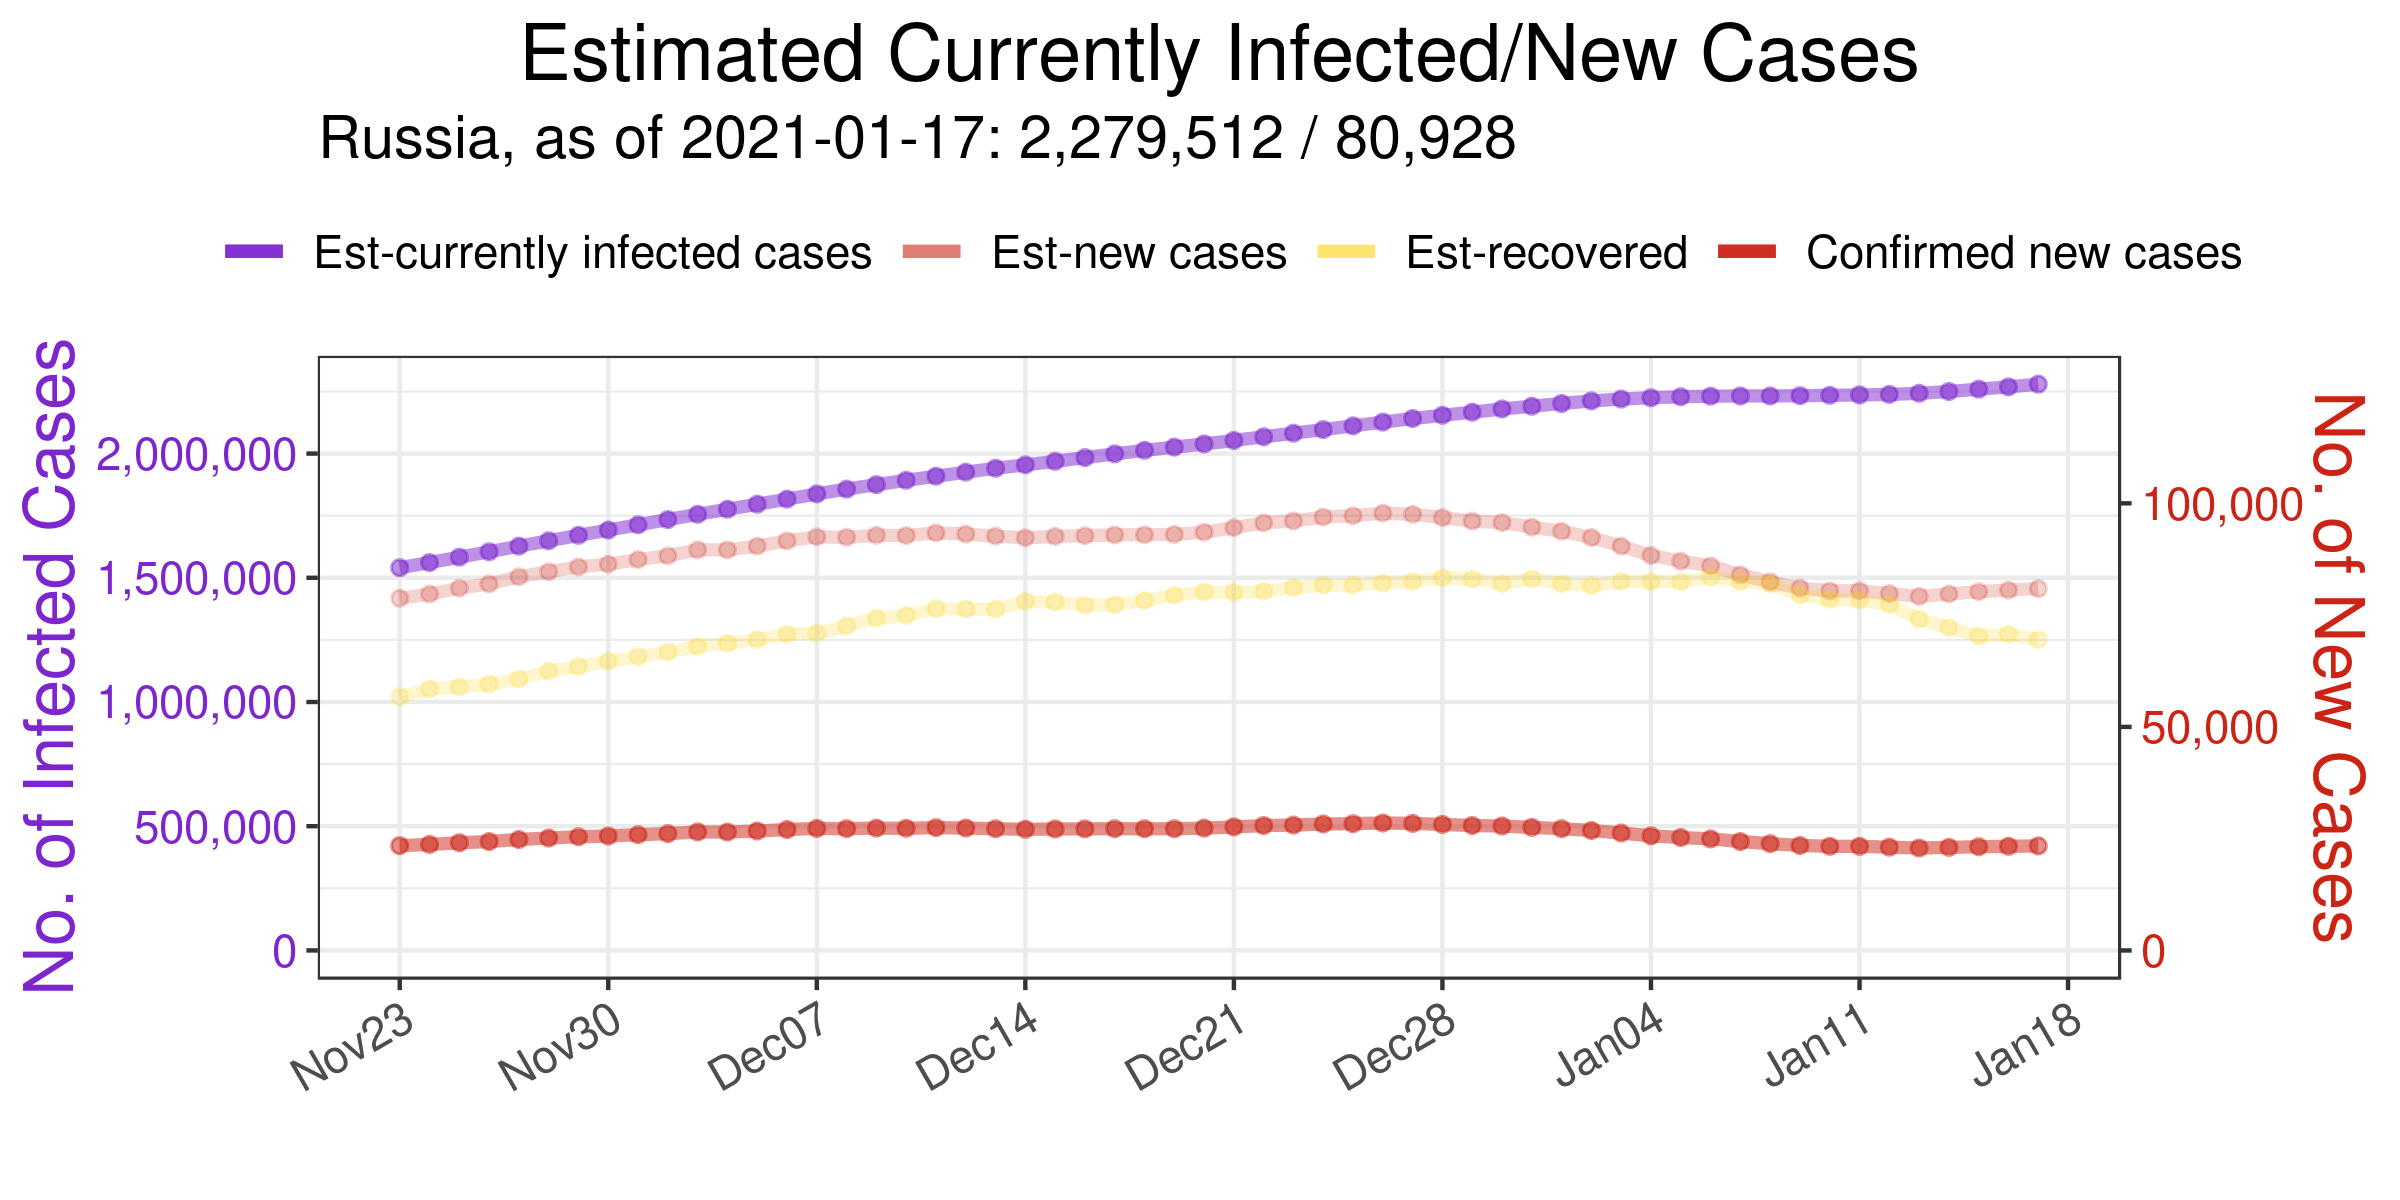 Estimated Currently Infected/New Cases
Russia, as of 2021-01-17: 2,279,512 / 80,928
Est-currently infected cases Est-new cases Est-recovered Confirmed new cases
No. of Infected Cases
2,000,000
1,500,000
1,000,000
500,000
0
100,000
50,000
0
No. of New Cases
Nov23 Nov30 Dec07 Dec14 Dec21 Dec28 Jan04 Jan11 Jan18